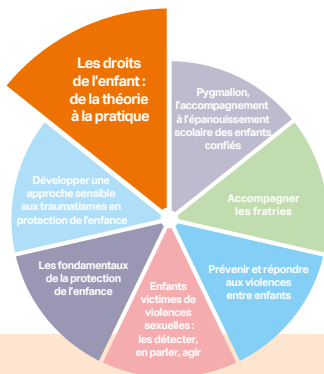 Les droits
de l'enfant :
de la théorie
à la pratique
Pygmalion,
l'accompagnement
à l'épanouissement
scolaire des enfants
confiés
Accompagner
les fratries
Prévenir et répondre
aux violences
entre enfants
Enfants
victimes de
violences
sexuelles :
les détecter,
en parler, agir
Les fondamentaux
de la protection
de l'enfance
Développer une
approche sensible
aux traumatismes en
protection de l'enfance